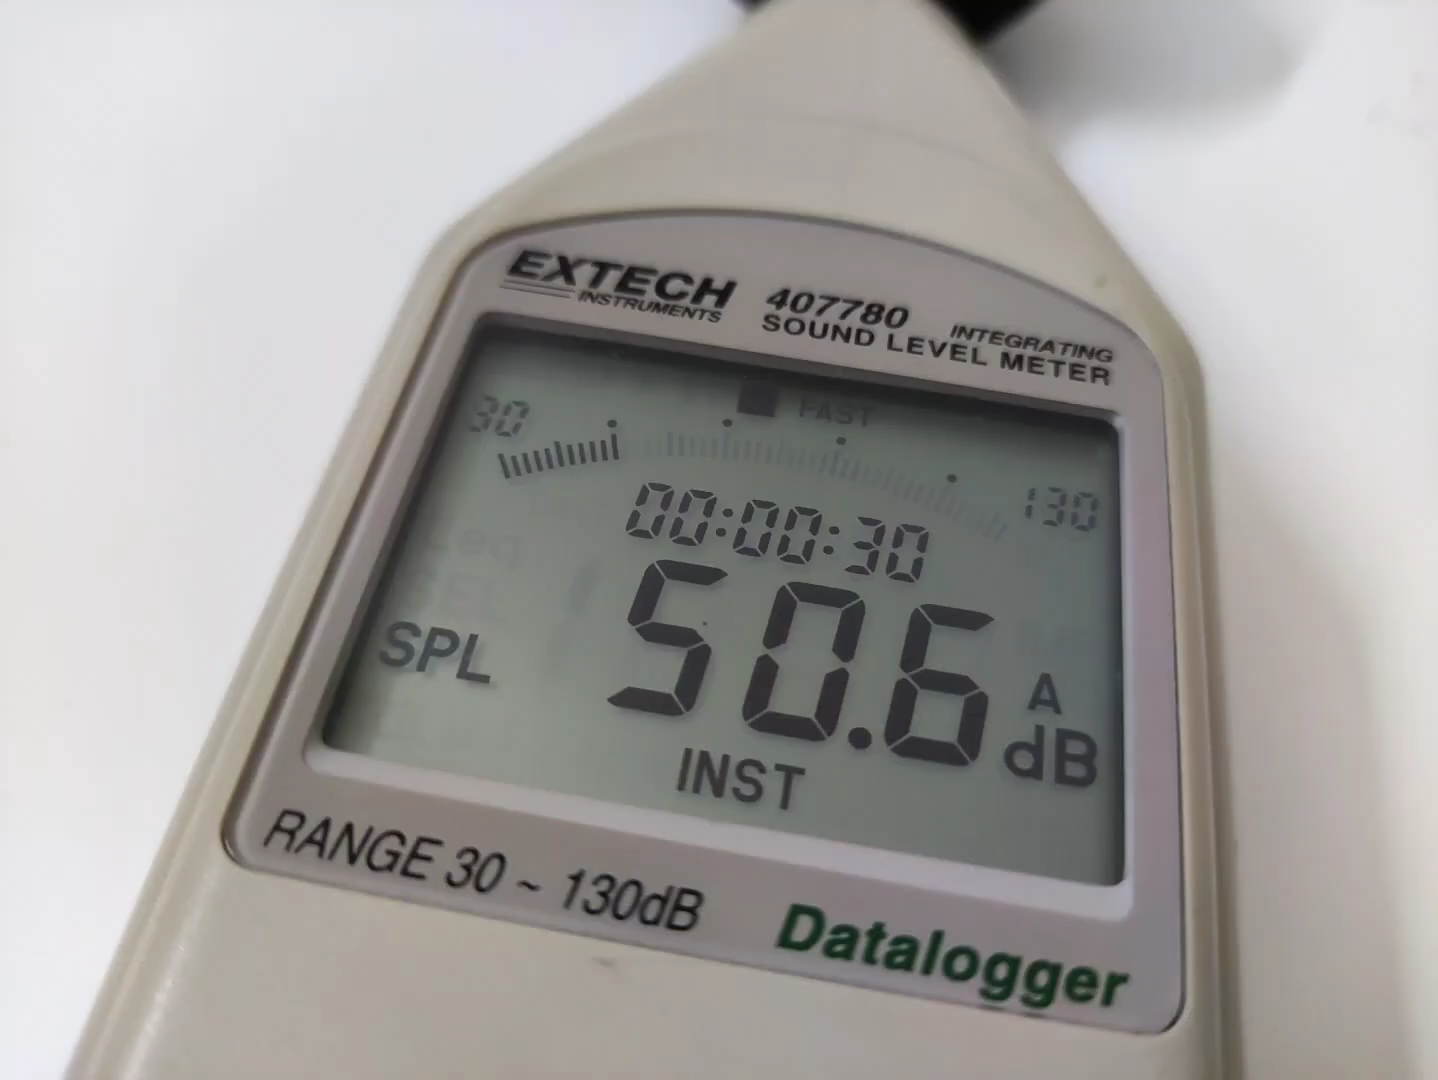 EXTECH
INSTRUMENTS
407780
INTEGRATING
SOUND LEVEL METER
FAST
30
130
00:00:30
SPL
50.6
A
dB
INST
RANGE 30 ~ 130dB
Datalogger